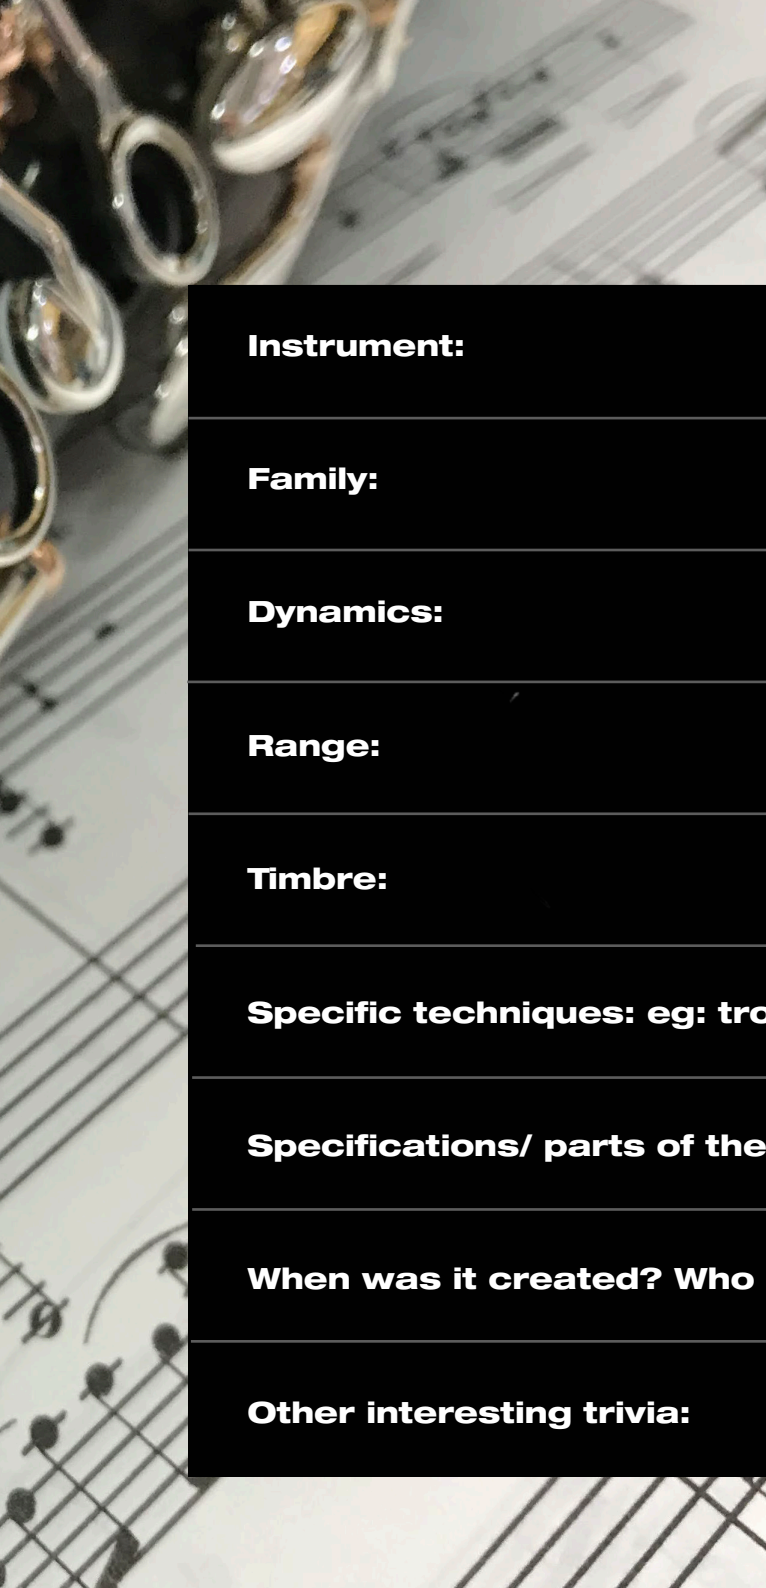 Instrument:
Family:
Dynamics:
Range:
Timbre:
Specific techniques: eg:
Specifications/ parts of the
When was it created? Who
Other interesting trivia: